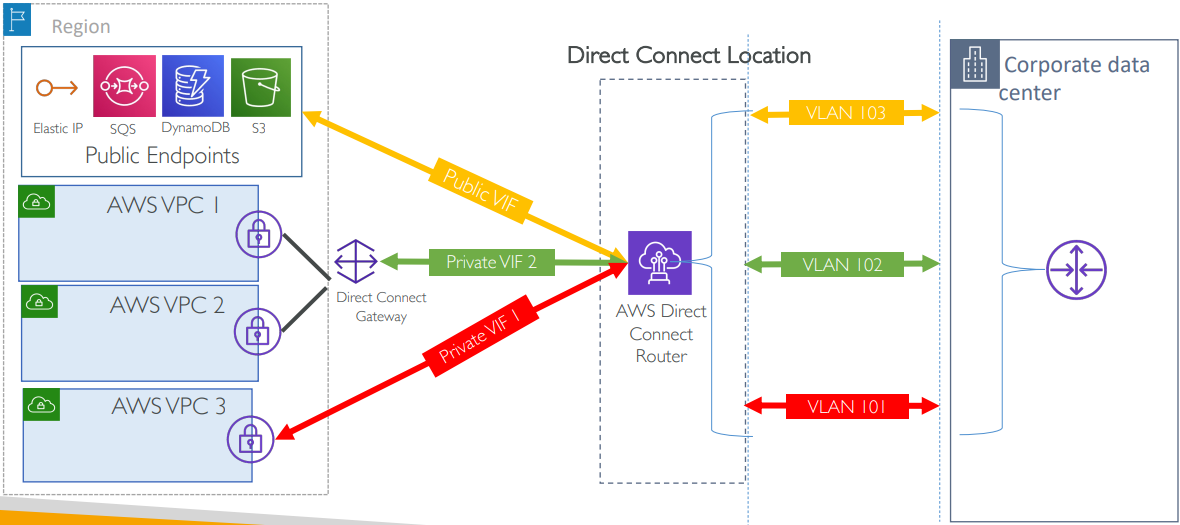 Region
Direct Connect Location
Corporate data
center
Elastic IP
SQS
DynamoDB
S3
Public Endpoints
VLAN 103
Public VIF
AWS VPC 1
Private VIF 2
VLAN 102
Direct Connect
Gateway
AWS VPC 2
AWS Direct
Connect
Router
Private VIF 1
AWS VPC 3
VLAN 101